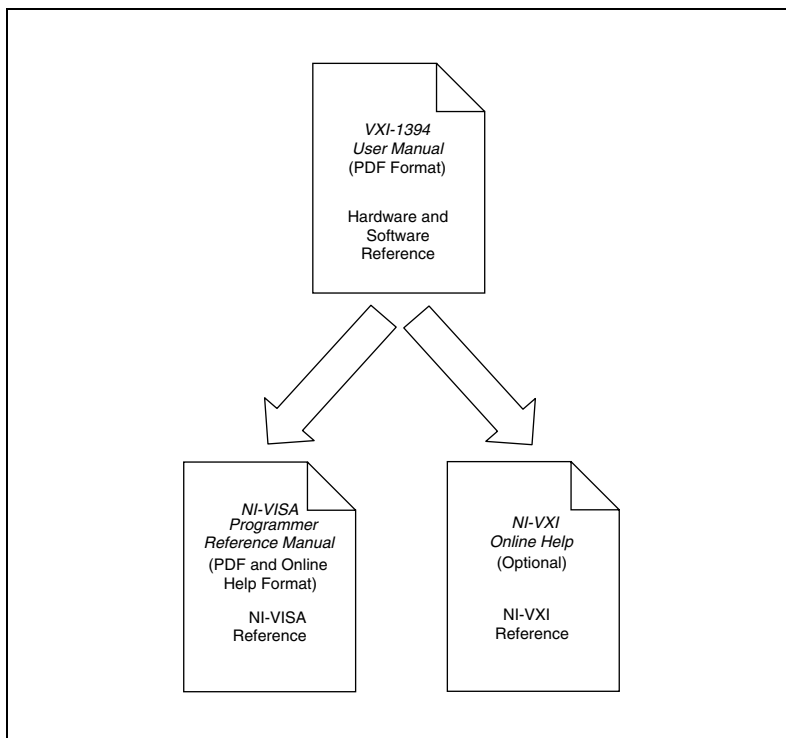 VXI-1394
User Manual
(PDF Format)
Hardware and
Software
Reference
NI-VISA
Programmer
Reference Manual
(PDF and Online
Help Format)
NI-VISA
Reference
NI-VXI
Online Help
(Optional)
NI-VXI
Reference